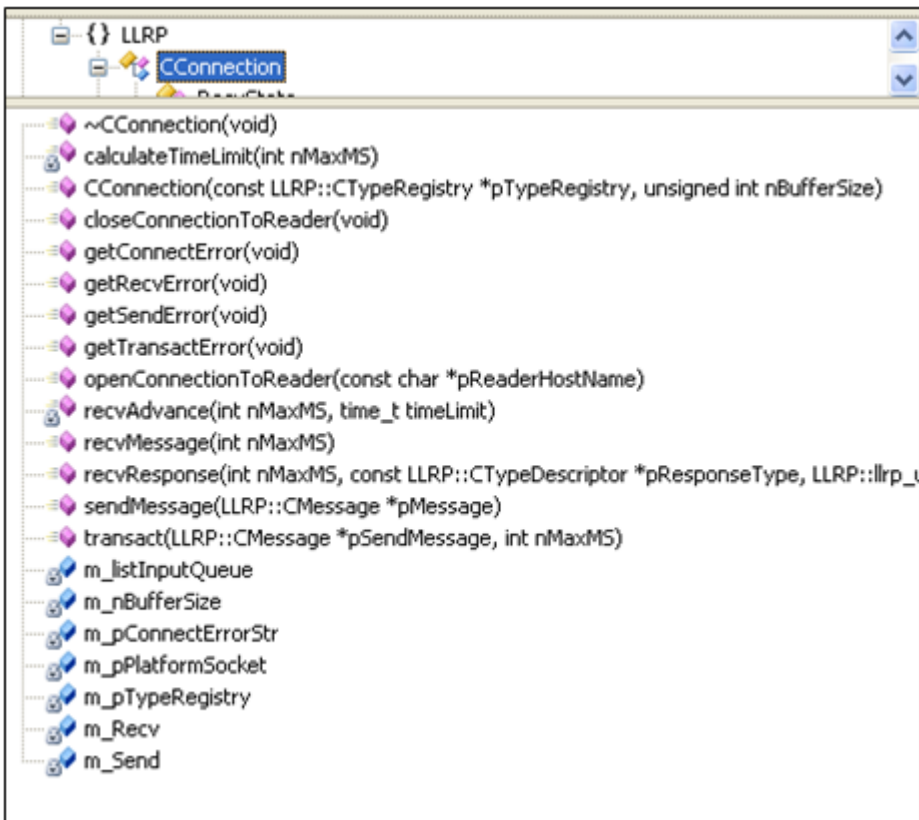 {} LLRP
CConnection
~CConnection(void)
calculateTimeLimit(int nMaxMS)
CConnection(const LLRP::CTypeRegistry *pTypeRegistry, unsigned int nBufferSize)
closeConnectionToReader(void)
getConnectError(void)
getRecvError(void)
getSendError(void)
getTransactError(void)
openConnectionToReader(const char *pReaderHostName)
recvAdvance(int nMaxMS, time_t timeLimit)
recvMessage(int nMaxMS)
recvResponse(int nMaxMS, const LLRP::CTypeDescriptor *pResponseType, LLRP::llrp_u
sendMessage(LLRP::CMessage *pMessage)
transact(LLRP::CMessage *pSendMessage, int nMaxMS)
m_listInputQueue
m_nBufferSize
m_pConnectErrorStr
m_pPlatformSocket
m_pTypeRegistry
m_Recv
m_Send